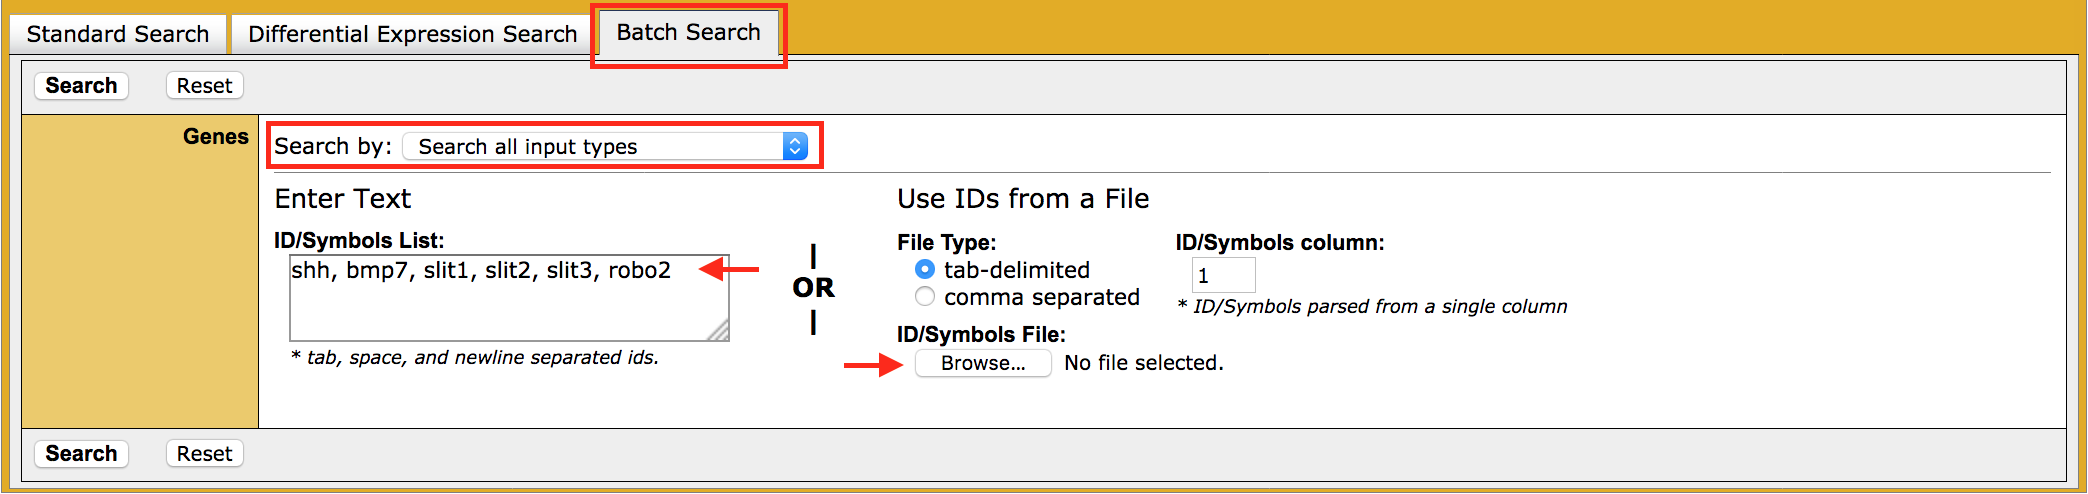 Standard Search
Differential Expression Search
Batch Search
Search
Reset
Genes
Search by:
Search all input types
Enter Text
ID/Symbols List:
shh, bmp7, slit1, slit2, slit3, robo2
* tab, space, and newline separated ids.
OR
Use IDs from a File
File Type:
tab-delimited
comma separated
ID/Symbols column:
1
* ID/Symbols parsed from a single column
ID/Symbols File:
Browse...
No file selected.
Search
Reset